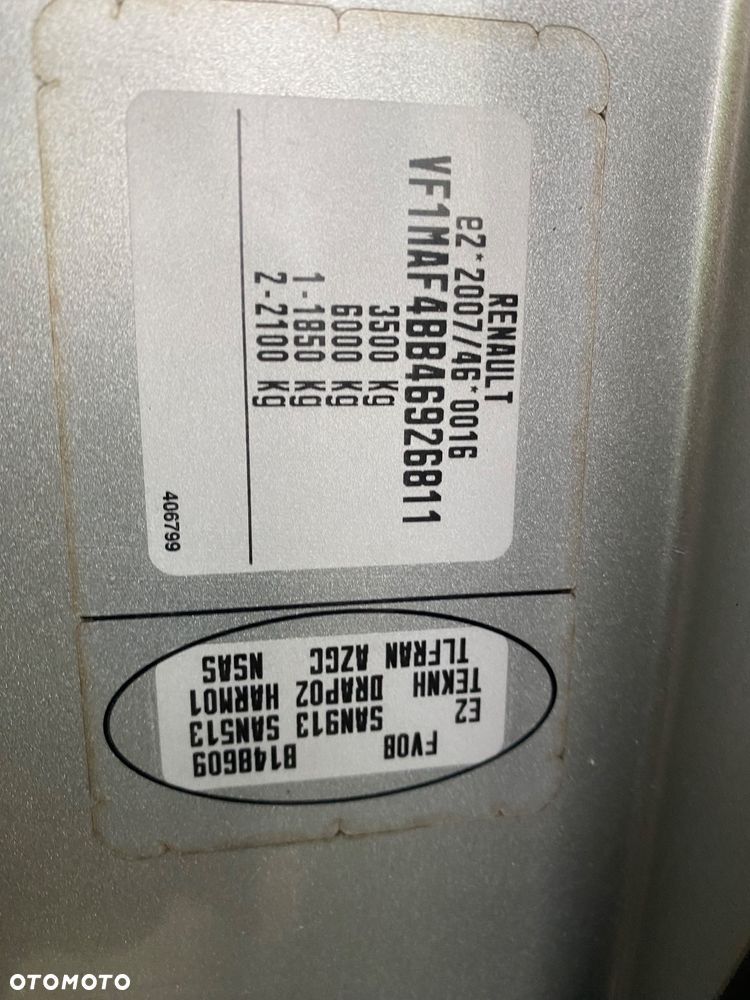 RENAULT
e2*2007/46*0016
VF1MAF4BB46926811
3500 Kg
6000 Kg
1-1850 Kg
2-2100 Kg
406799
FV0B B148609
E2 SAN913 SAN513
TEKNH DRAP02 HARM01
TLFRAN AZGC NSAS
OTOMOTO